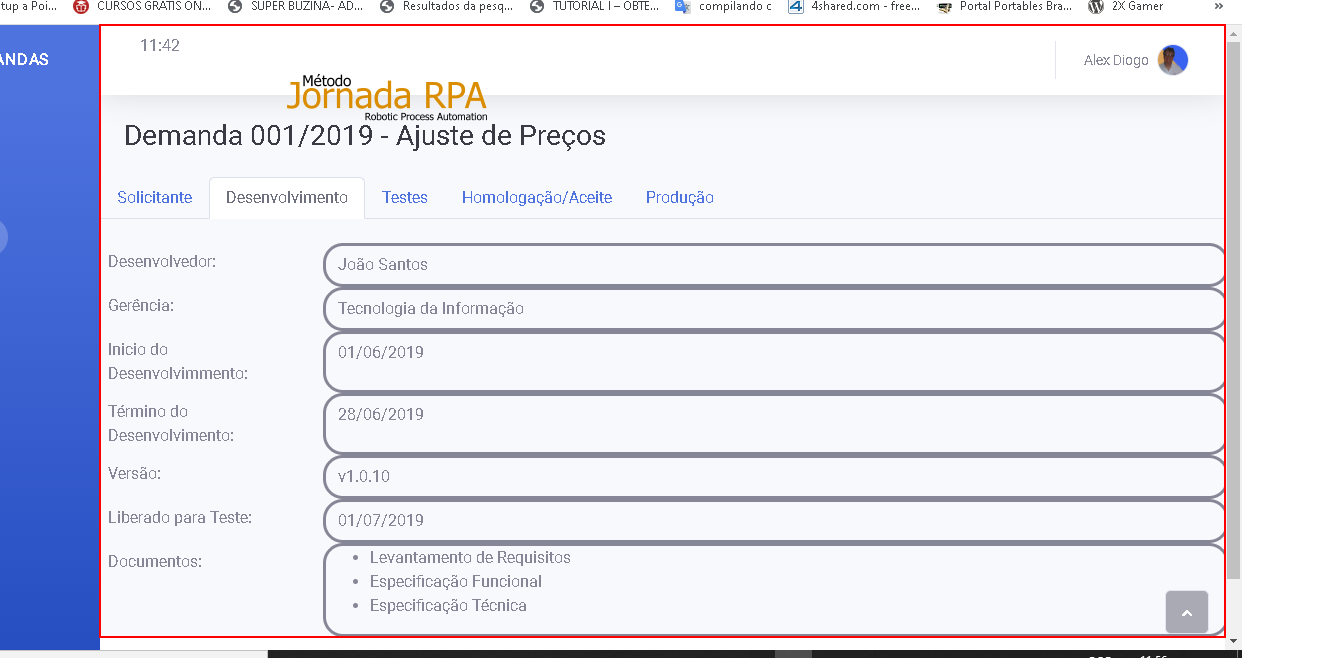 tup a Poi... CURSOS GRATIS ON... SUPER BUZINA- AD... Resultados da pesq... TUTORIAL I – OBTE... compilando c 4shared.com - free... Portal Portables Bra... 2X Gamer »
ANDAS
11:42
Alex Diogo
Método
Jornada RPA
Robotic Process Automation
Demanda 001/2019 - Ajuste de Preços
Solicitante Desenvolvimento Testes Homologação/Aceite Produção
Desenvolvedor: João Santos
Gerência: Tecnologia da Informação
Inicio do 01/06/2019
Desenvolvimmento:
Término do 28/06/2019
Desenvolvimento:
Versão: v1.0.10
Liberado para Teste: 01/07/2019
Documentos: • Levantamento de Requisitos
• Especificação Funcional
• Especificação Técnica